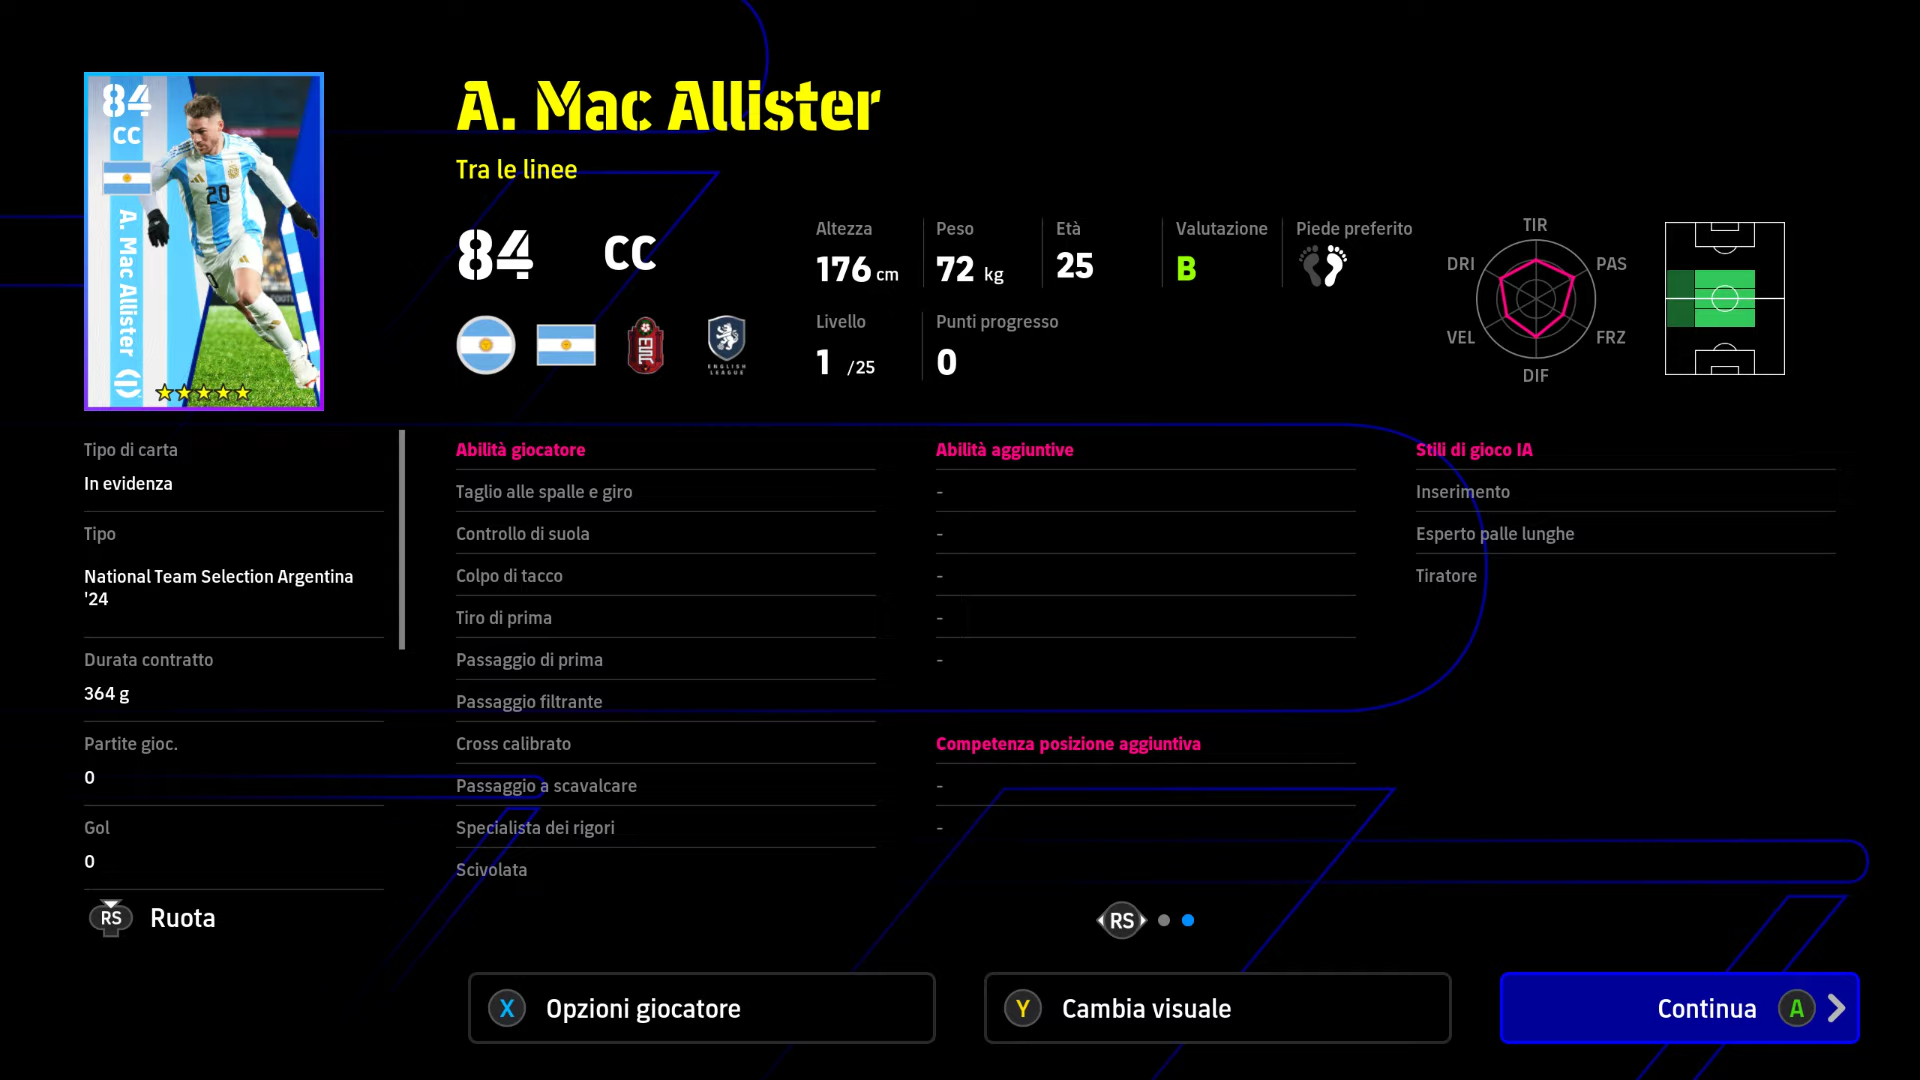 84
CC
A. Mac Allister
20
A. Mac Allister
Tra le linee
84
CC
Altezza
176 cm
Peso
72 kg
Età
25
Valutazione
B
Piede preferito
Livello
1 /25
Punti progresso
0
ENGLISH
LEAGUE
TIR
PAS
FRZ
DIF
VEL
DRI
Tipo di carta
In evidenza
Tipo
National Team Selection Argentina
'24
Durata contratto
364 g
Partite gioc.
0
Gol
0
RS Ruota
Abilità giocatore
Taglio alle spalle e giro
Controllo di suola
Colpo di tacco
Tiro di prima
Passaggio di prima
Passaggio filtrante
Cross calibrato
Passaggio a scavalcare
Specialista dei rigori
Scivolata
Abilità aggiuntive
-
-
-
-
-
Competenza posizione aggiuntiva
-
-
Stili di gioco IA
Inserimento
Esperto palle lunghe
Tiratore
RS
X Opzioni giocatore
Y Cambia visuale
Continua A